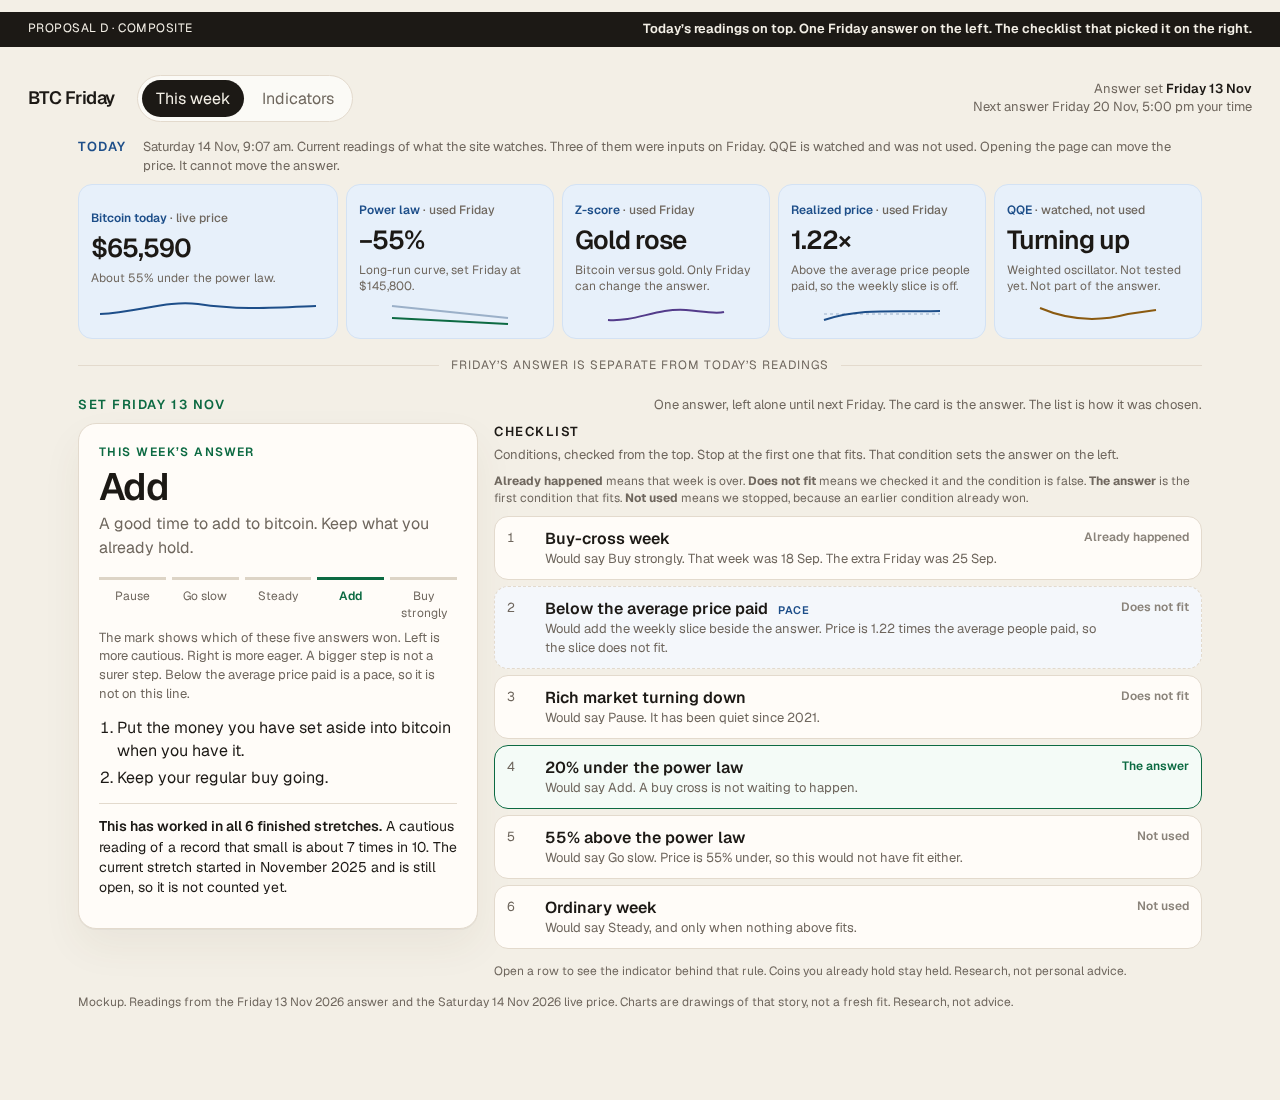 PROPOSAL D · COMPOSITE
Today's readings on top. One Friday answer on the left. The checklist that picked it on the right.
BTC Friday
This week
Indicators
Answer set Friday 13 Nov
Next answer Friday 20 Nov, 5:00 pm your time
TODAY
Saturday 14 Nov, 9:07 am. Current readings of what the site watches. Three of them were inputs on Friday. QQE is watched and was not used. Opening the page can move the
price. It cannot move the answer.
Bitcoin today · live price
$65,590
About 55% under the power law.
Power law · used Friday
−55%
Long-run curve, set Friday at
$145,800.
Z-score · used Friday
Gold rose
Bitcoin versus gold. Only Friday
can change the answer.
Realized price · used Friday
1.22×
Above the average price people
paid, so the weekly slice is off.
QQE · watched, not used
Turning up
Weighted oscillator. Not tested
yet. Not part of the answer.
FRIDAY'S ANSWER IS SEPARATE FROM TODAY'S READINGS
SET FRIDAY 13 NOV
One answer, left alone until next Friday. The card is the answer. The list is how it was chosen.
THIS WEEK'S ANSWER
Add
A good time to add to bitcoin. Keep what you
already hold.
Pause
Go slow
Steady
Add
Buy
strongly
The mark shows which of these five answers won. Left is
more cautious. Right is more eager. A bigger step is not a
surer step. Below the average price paid is a pace, so it is
not on this line.
1. Put the money you have set aside into bitcoin
when you have it.
2. Keep your regular buy going.
This has worked in all 6 finished stretches. A cautious
reading of a record that small is about 7 times in 10. The
current stretch started in November 2025 and is still
open, so it is not counted yet.
CHECKLIST
Conditions, checked from the top. Stop at the first one that fits. That condition sets the answer on the left.
Already happened means that week is over. Does not fit means we checked it and the condition is false. The answer is the
first condition that fits. Not used means we stopped, because an earlier condition already won.
1
Buy-cross week
Already happened
Would say Buy strongly. That week was 18 Sep. The extra Friday was 25 Sep.
2
Below the average price paid PACE
Does not fit
Would add the weekly slice beside the answer. Price is 1.22 times the average people paid, so
the slice does not fit.
3
Rich market turning down
Does not fit
Would say Pause. It has been quiet since 2021.
4
20% under the power law
The answer
Would say Add. A buy cross is not waiting to happen.
5
55% above the power law
Not used
Would say Go slow. Price is 55% under, so this would not have fit either.
6
Ordinary week
Not used
Would say Steady, and only when nothing above fits.
Open a row to see the indicator behind that rule. Coins you already hold stay held. Research, not personal advice.
Mockup. Readings from the Friday 13 Nov 2026 answer and the Saturday 14 Nov 2026 live price. Charts are drawings of that story, not a fresh fit. Research, not advice.